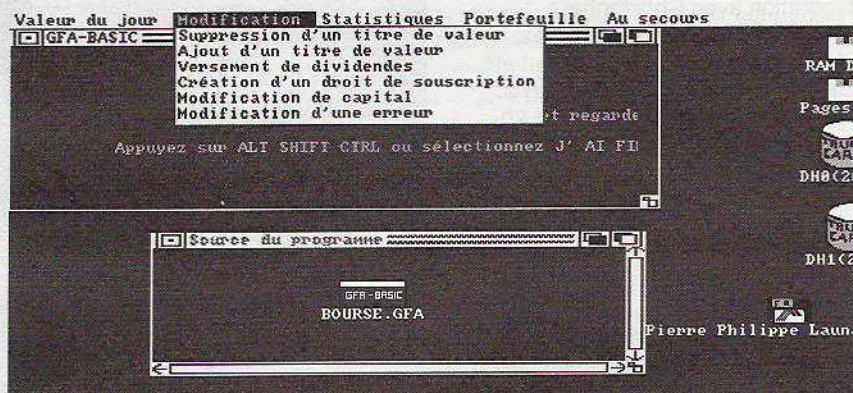 Valeur du jour Modification Statistiques Portefeuille Au secours
GFA-BASIC
Suppression d'un titre de valeur
Ajout d'un titre de valeur
Versement de dividendes
Création d'un droit de souscription
Modification de capital
Modification d'une erreur
et regarde
Appuyez sur ALT SHIFT CTRL ou sélectionnez J' AI FI
RAM D
Pages
DH0(2
DH1(2
Source du programme
GFA-BASIC
BOURSE.GFA
Pierre Philippe Launa